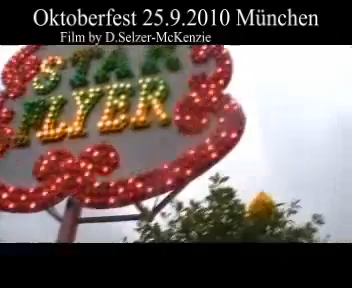 Oktoberfest 25.9.2010 München
Film by D.Selzer-McKenzie
STAR
FLYER